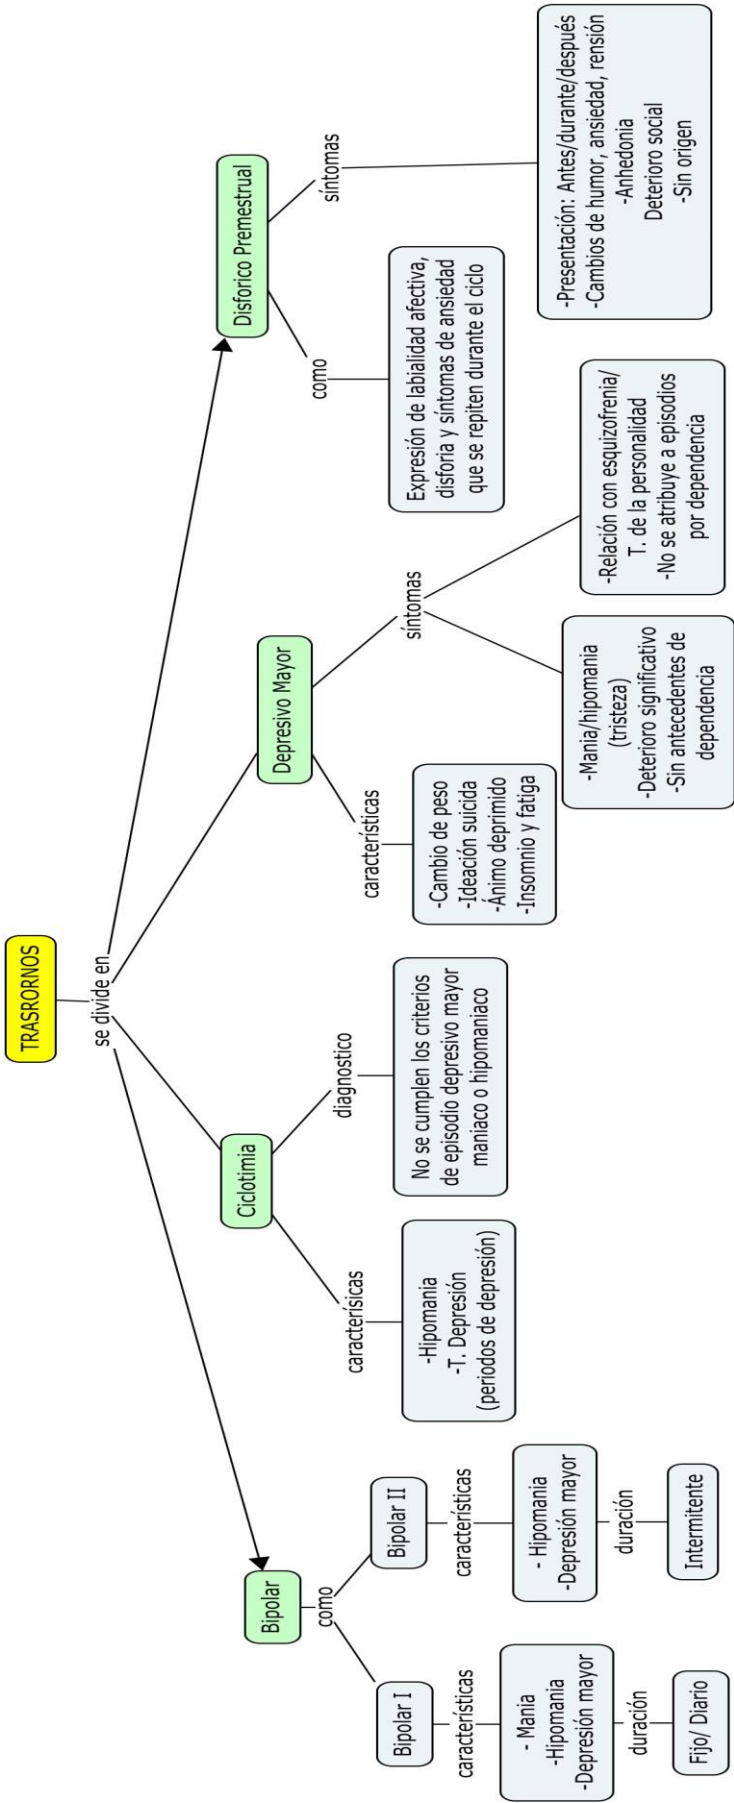 TRASRORNOS
se divide en
Bipolar
como
Bipolar I
características
- Mania
-Hipomania
-Depresión mayor
duración
Fijo/ Diario
Bipolar II
características
- Hipomania
-Depresión mayor
duración
Intermitente
Ciclotimia
caracterísicas
-Hipomania
-T. Depresión
(periodos de depresión)
diagnostico
No se cumplen los criterios
de episodio depresivo mayor
maniaco o hipomaniaco
Depresivo Mayor
características
-Cambio de peso
-Ideación suicida
-Ánimo deprimido
-Insomnio y fatiga
síntomas
-Mania/hipomania
(tristeza)
-Deterioro significativo
-Sin antecedentes de
dependencia
-Relación con esquizofrenia/
T. de la personalidad
-No se atribuye a episodios
por dependencia
Disforico Premestrual
como
Expresión de labialidad afectiva,
disforia y síntomas de ansiedad
que se repiten durante el ciclo
síntomas
-Presentación: Antes/durante/después
-Cambios de humor, ansiedad, rensión
-Anhedonia
Deterioro social
-Sin origen